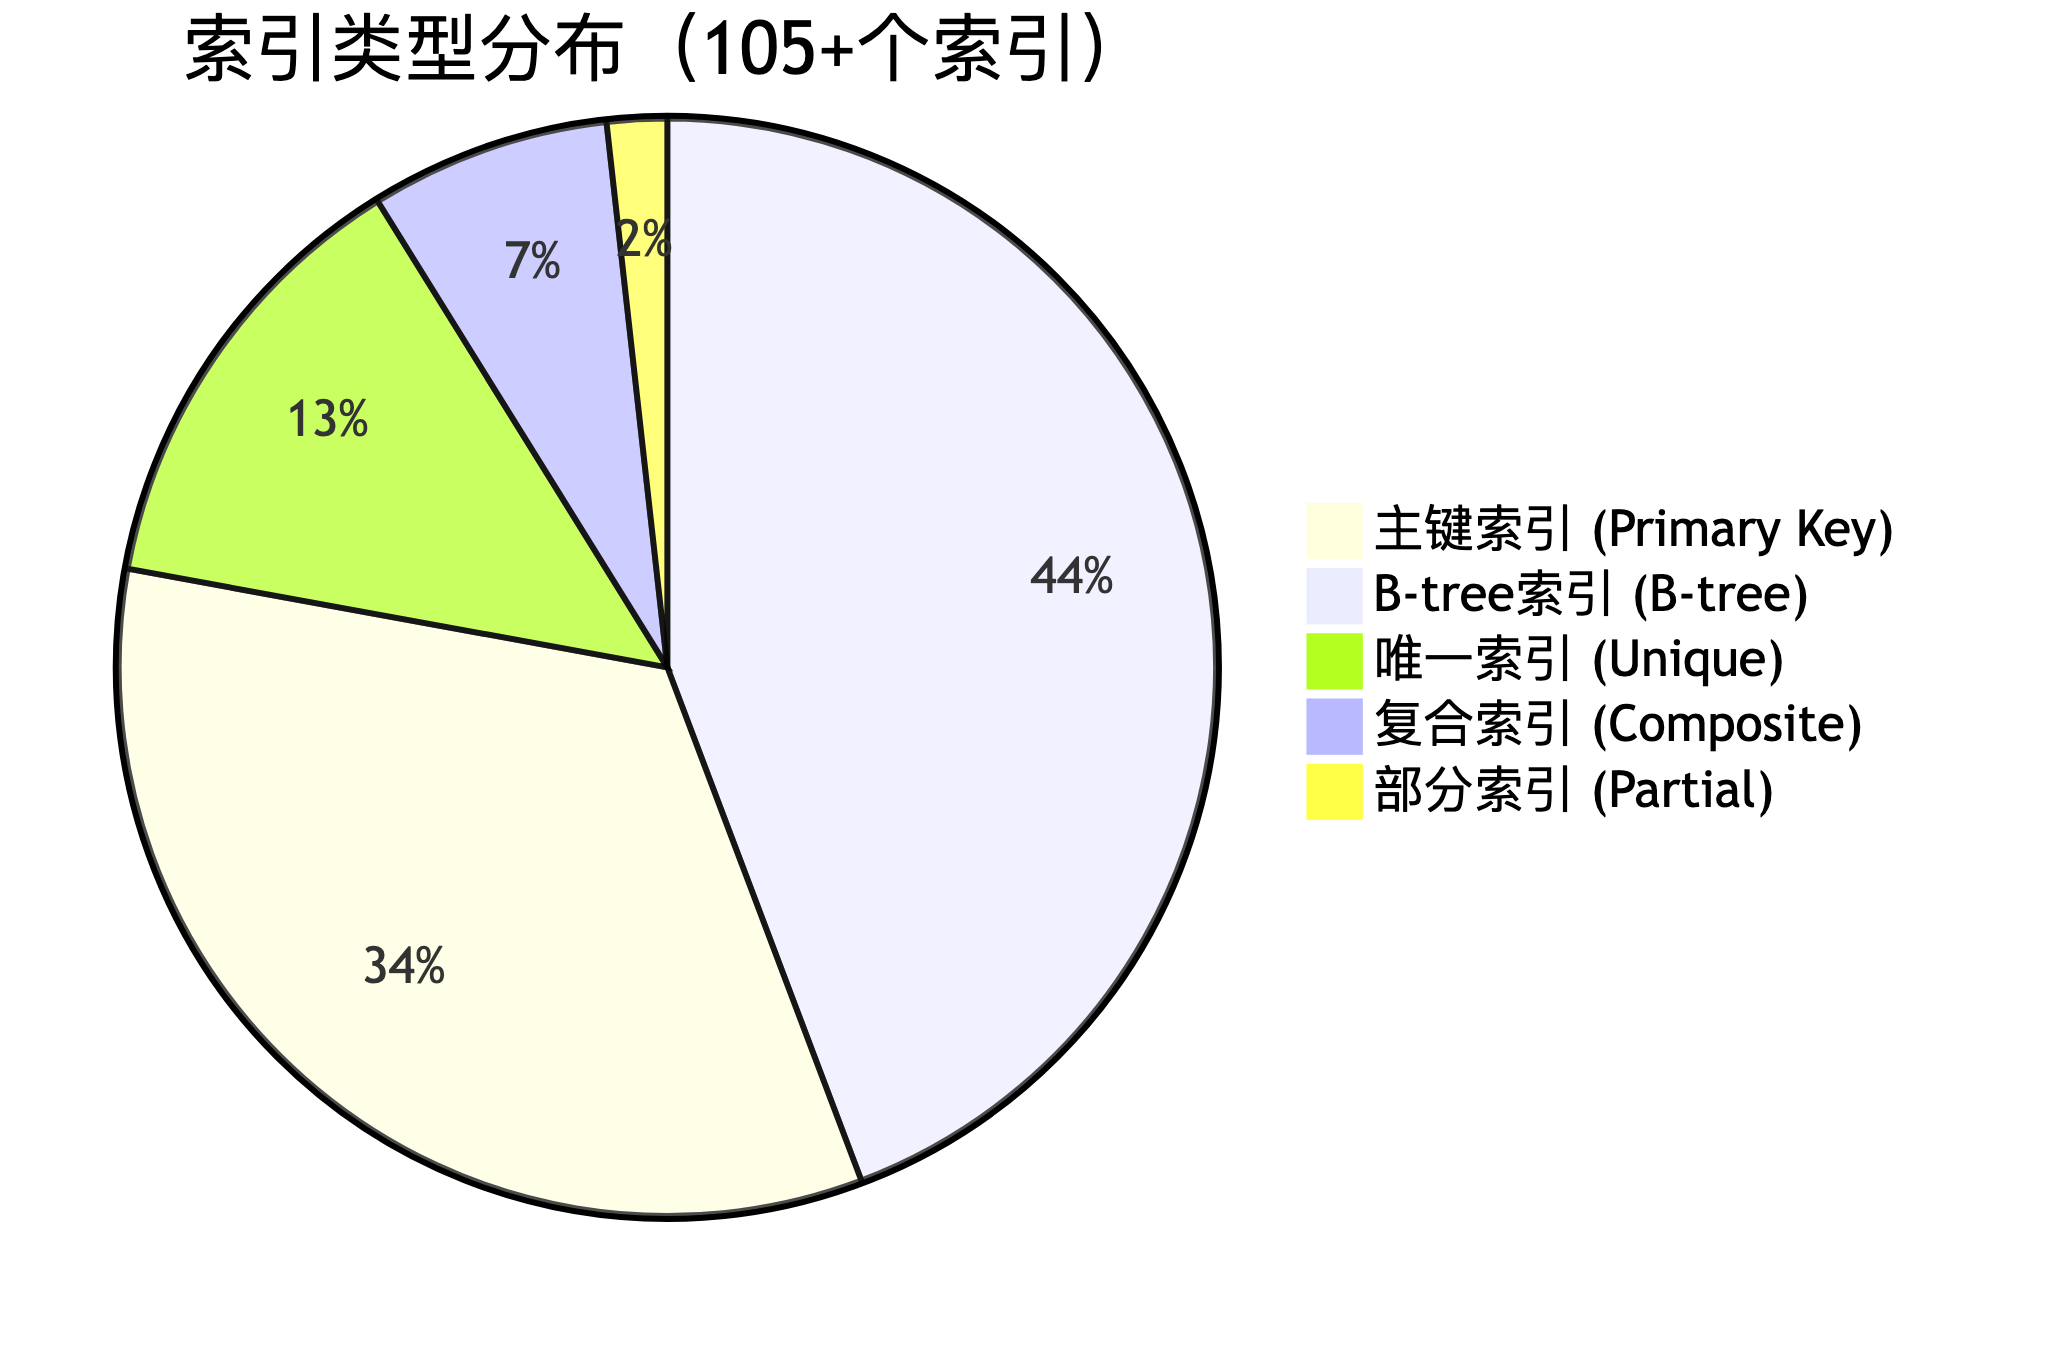 索引类型分布（105+个索引）
2%
7%
13%
44%
34%
主键索引 (Primary Key)
B-tree索引 (B-tree)
唯一索引 (Unique)
复合索引 (Composite)
部分索引 (Partial)